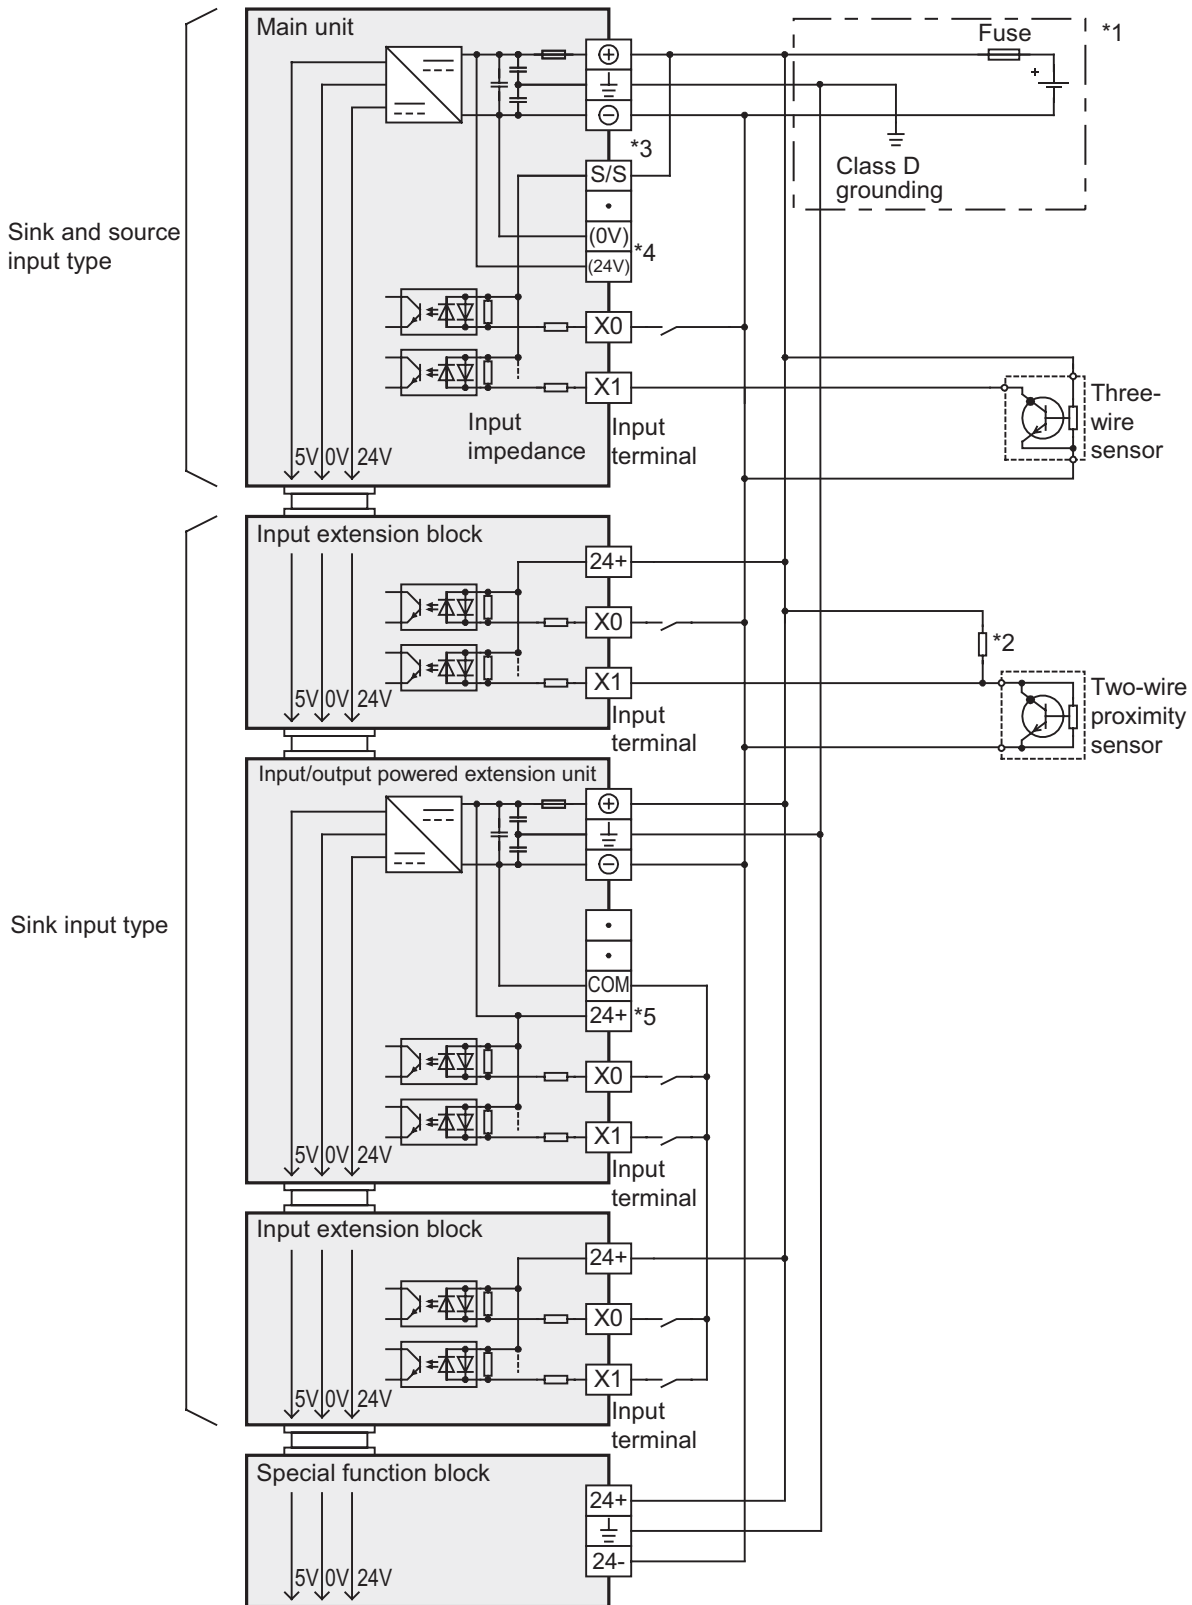 Main unit
Fuse
*1
+
Class D
grounding
*3
S/S
(0V)
*4
(24V)
Sink and source
input type
X0
X1
Input
impedance
Input
terminal
Three-
wire
sensor
5V 0V 24V
Input extension block
24+
X0
*2
X1
Two-wire
proximity
sensor
5V 0V 24V
Input
terminal
Input/output powered extension unit
Sink input type
COM
24+ *5
X0
X1
5V 0V 24V
Input
terminal
Input extension block
24+
X0
X1
5V 0V 24V
Input
terminal
Special function block
24+
24-
5V 0V 24V